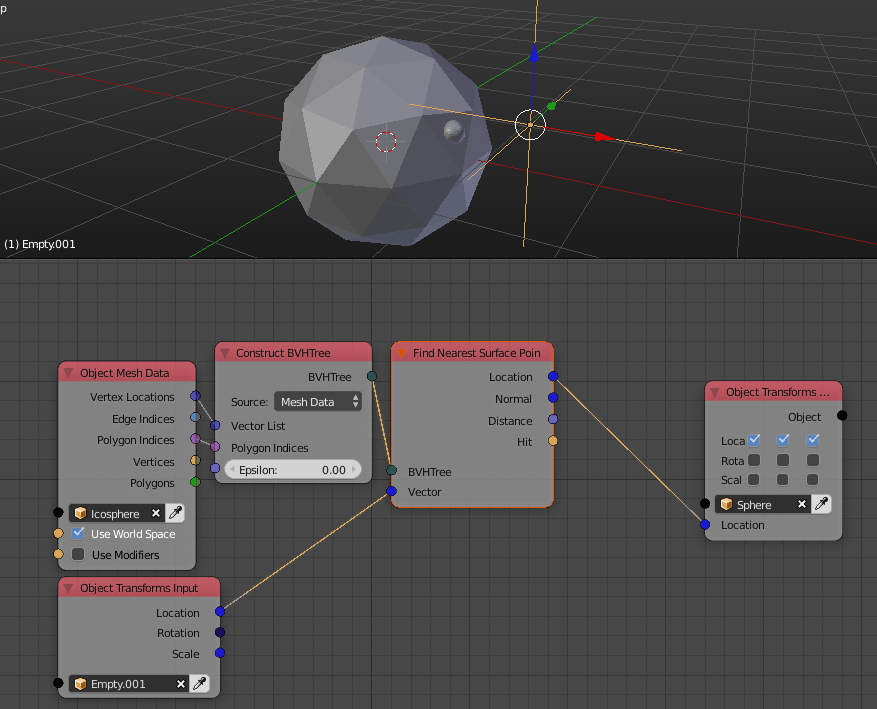 p
(1) Empty.001
Object Mesh Data
Vertex Locations
Edge Indices
Polygon Indices
Vertices
Polygons
Icosphere
Use World Space
Use Modifiers
Construct BVHTree
BVHTree
Source: Mesh Data
Vector List
Polygon Indices
Epsilon: 0.00
Find Nearest Surface Poin
Location
Normal
Distance
Hit
BVHTree
Vector
Object Transforms ...
Object
Loca
Rota
Scal
Sphere
Location
Object Transforms Input
Location
Rotation
Scale
Empty.001